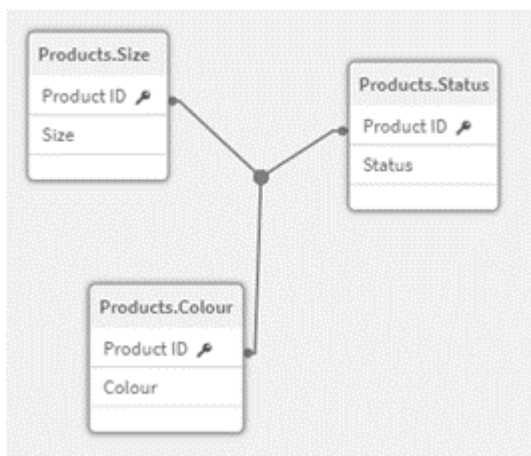 Products.Size
Product ID
Size
Products.Status
Product ID
Status
Products.Colour
Product ID
Colour